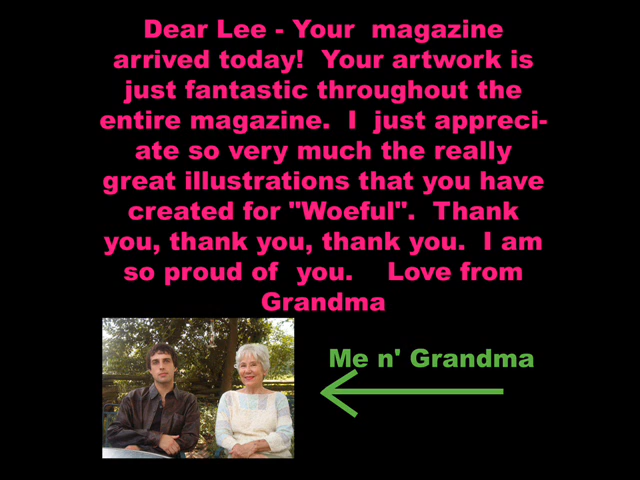 Dear Lee - Your  magazine
arrived today!  Your artwork is
just fantastic throughout the
entire magazine.  I  just appreci-
ate so very much the really
great illustrations that you have
created for "Woeful".  Thank
you, thank you, thank you.  I am
so proud of  you.    Love from
Grandma
Me n' Grandma